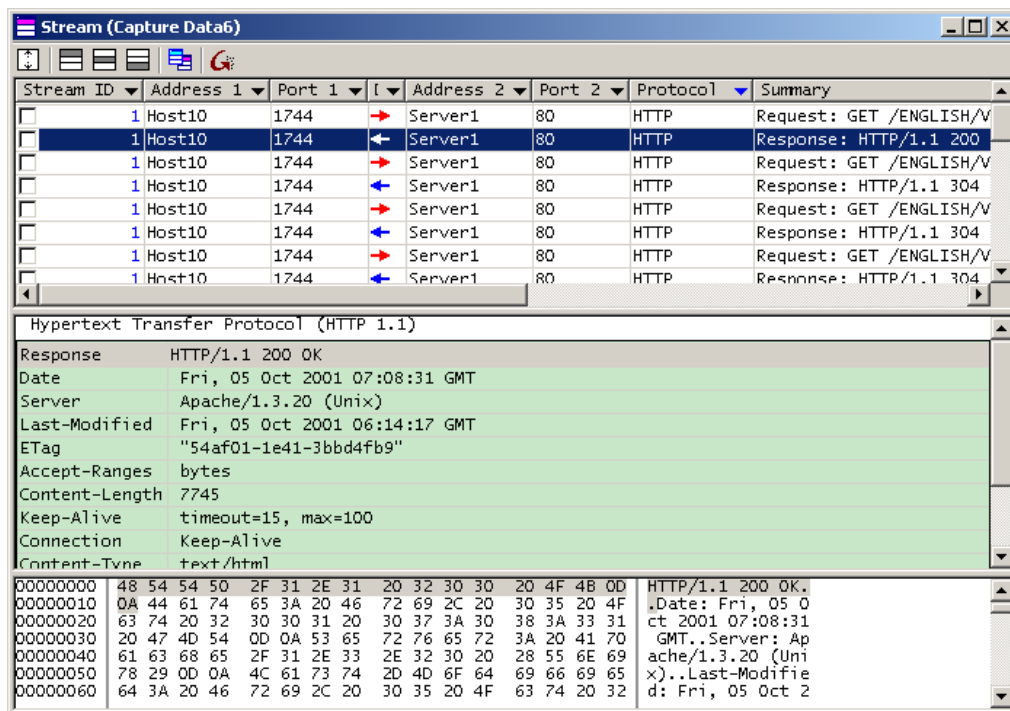 Stream (Capture Data6)
Stream ID Address 1 Port 1 Address 2 Port 2 Protocol Summary
1 Host10 1744 Server1 80 HTTP Request: GET /ENGLISH/V
1 Host10 1744 Server1 80 HTTP Response: HTTP/1.1 200
1 Host10 1744 Server1 80 HTTP Request: GET /ENGLISH/V
1 Host10 1744 Server1 80 HTTP Response: HTTP/1.1 304
1 Host10 1744 Server1 80 HTTP Request: GET /ENGLISH/V
1 Host10 1744 Server1 80 HTTP Response: HTTP/1.1 304
1 Host10 1744 Server1 80 HTTP Request: GET /ENGLISH/V
1 Host10 1744 Server1 80 HTTP Response: HTTP/1.1 304
Hypertext Transfer Protocol (HTTP 1.1)
Response HTTP/1.1 200 OK
Date Fri, 05 Oct 2001 07:08:31 GMT
Server Apache/1.3.20 (Unix)
Last-Modified Fri, 05 Oct 2001 06:14:17 GMT
ETag "54af01-1e41-3bbd4fb9"
Accept-Ranges bytes
Content-Length 7745
Keep-Alive timeout=15, max=100
Connection Keep-Alive
Content-Type text/html
00000000 48 54 54 50 2F 31 2E 31 20 32 30 30 20 4F 4B 0D HTTP/1.1 200 OK.
00000010 0A 44 61 74 65 3A 20 46 72 69 2C 20 30 35 20 4F .Date: Fri, 05 O
00000020 63 74 20 32 30 30 31 20 30 37 3A 30 38 3A 33 31 ct 2001 07:08:31
00000030 20 47 4D 54 0D 0A 53 65 72 76 65 72 3A 20 41 70 GMT..Server: Ap
00000040 61 63 68 65 2F 31 2E 33 2E 32 30 20 28 55 6E 69 ache/1.3.20 (Uni
00000050 78 29 0D 0A 4C 61 73 74 2D 4D 6F 64 69 66 69 65 x)..Last-Modifie
00000060 64 3A 20 46 72 69 2C 20 30 35 20 4F 63 74 20 32 d: Fri, 05 Oct 2